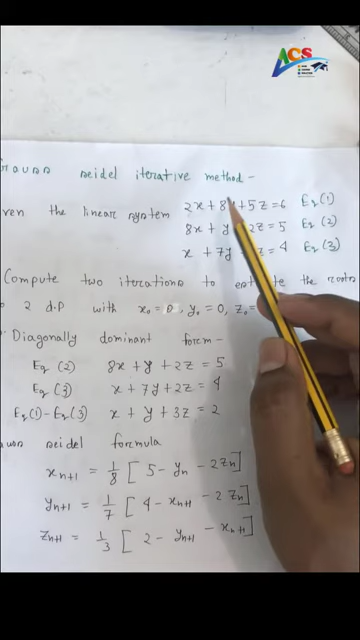 ACS
Gauss seidel iterative method -
the linear system 2x + 8y + 5z = 6 Eq (1)
8x + y 2z = 5 Eq (2)
x + 7y z = 4 Eq (3)
Compute two iterations to the roots
2 d.p with x₀ = 0, y₀ = 0, z₀ =
Diagonally dominant form -
Eq (2) 8x + y + 2z = 5
Eq (3) x + 7y + 2z = 4
Eq (1) - Eq (3) x + y + 3z = 2
seidel formula
xₙ₊₁ = 1/8 [ 5 - yₙ - 2zₙ ]
yₙ₊₁ = 1/7 [ 4 - xₙ₊₁ - 2zₙ ]
zₙ₊₁ = 1/3 [ 2 - yₙ₊₁ - xₙ₊₁ ]